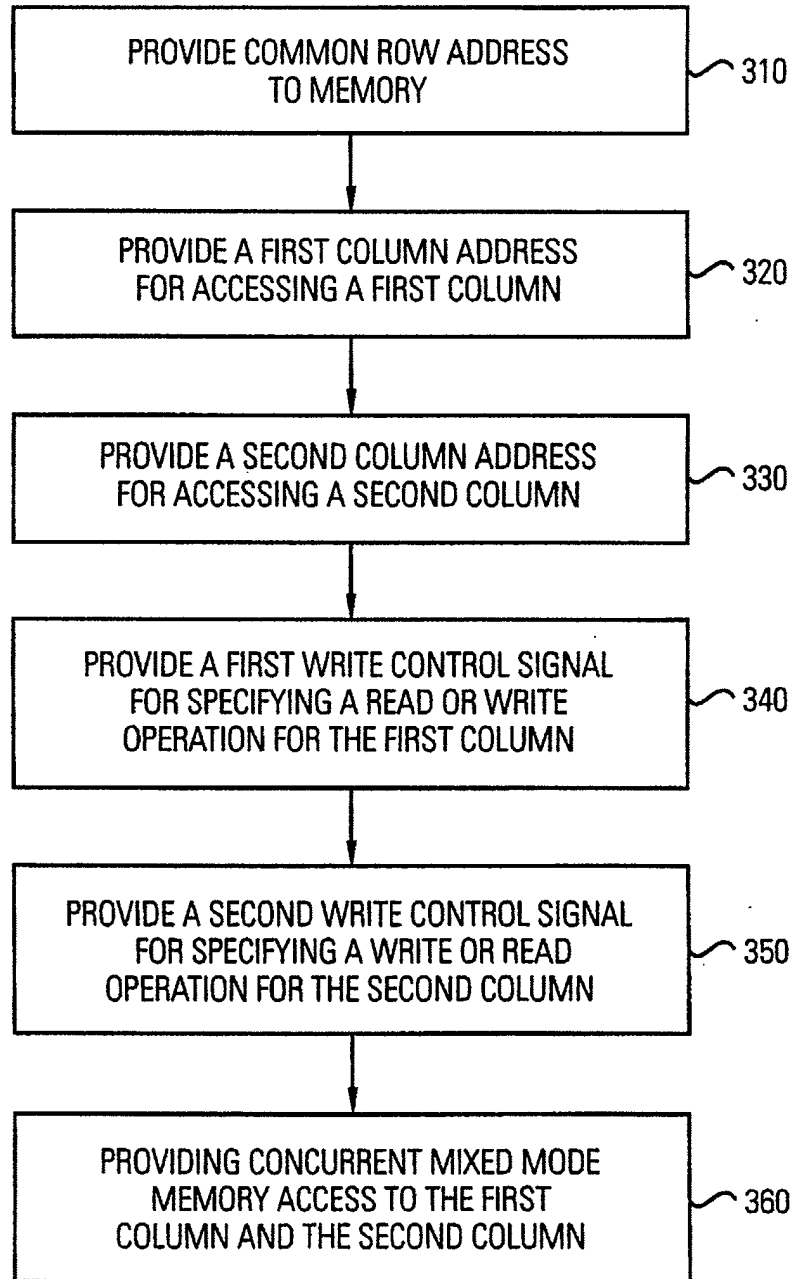 PROVIDE COMMON ROW ADDRESS
TO MEMORY
310
PROVIDE A FIRST COLUMN ADDRESS
FOR ACCESSING A FIRST COLUMN
320
PROVIDE A SECOND COLUMN ADDRESS
FOR ACCESSING A SECOND COLUMN
330
PROVIDE A FIRST WRITE CONTROL SIGNAL
FOR SPECIFYING A READ OR WRITE
OPERATION FOR THE FIRST COLUMN
340
PROVIDE A SECOND WRITE CONTROL SIGNAL
FOR SPECIFYING A WRITE OR READ
OPERATION FOR THE SECOND COLUMN
350
PROVIDING CONCURRENT MIXED MODE
MEMORY ACCESS TO THE FIRST
COLUMN AND THE SECOND COLUMN
360